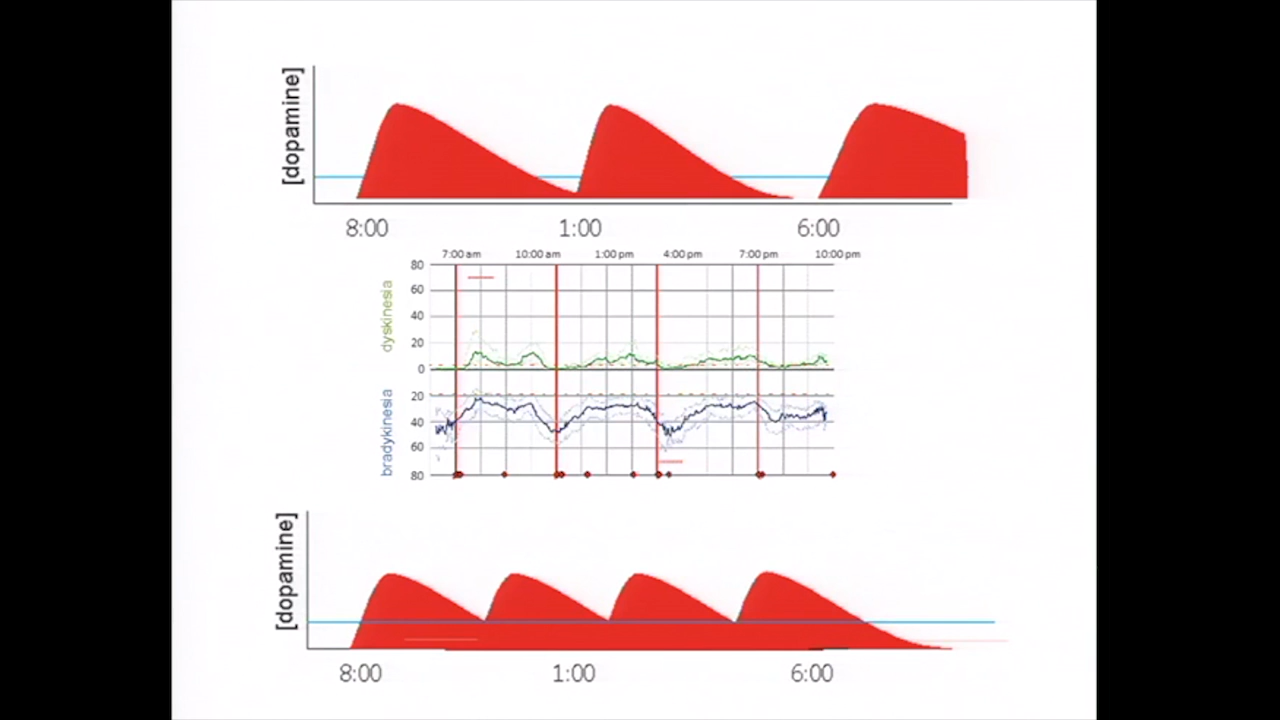 [dopamine]
8:00 1:00 6:00
7:00 am 10:00 am 1:00 pm 4:00 pm 7:00 pm 10:00 pm
dyskinesia
80
60
40
20
0
bradykinesia
20
40
60
80
[dopamine]
8:00 1:00 6:00